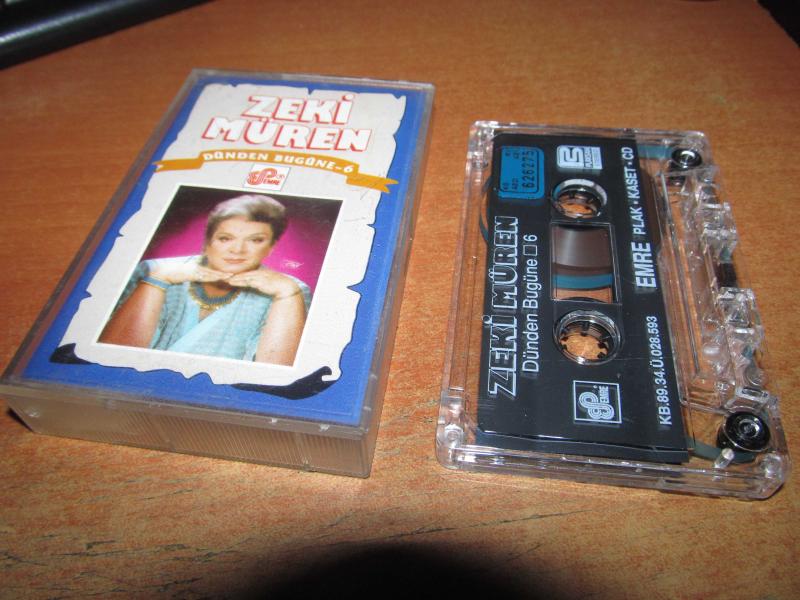 ZEKİ
MÜREN
DÜNDEN BUGÜNE-6
EMRE
ZEKİ MÜREN
Dünden Bugüne 6
EMRE PLAK • KASET • CD
KB.89.34.Ü.028.593
EMRE
626275